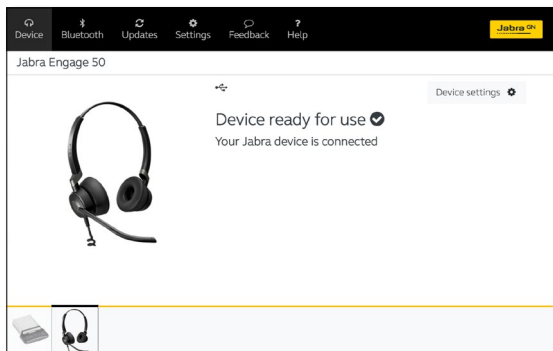 Device Bluetooth Updates Settings Feedback Help
Jabra GN
Jabra Engage 50
Device settings
Device ready for use
Your Jabra device is connected